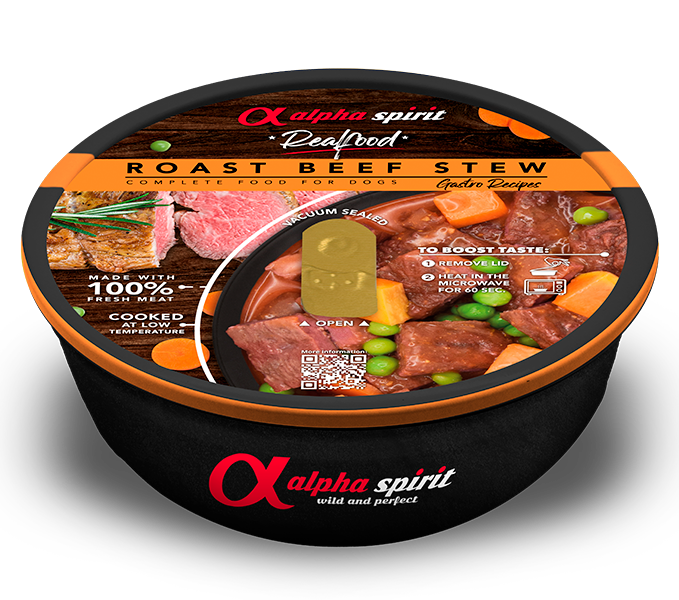 alpha spirit
Real food
ROAST BEEF STEW
COMPLETE FOOD FOR DOGS
Gastro Recipes
VACUUM SEALED
TO BOOST TASTE:
1 REMOVE LID
2 HEAT IN THE
MICROWAVE
FOR 60 SEC.
MADE WITH
100%
FRESH MEAT
COOKED
AT LOW
TEMPERATURE
▲ OPEN ▲
More information:
alpha spirit
wild and perfect